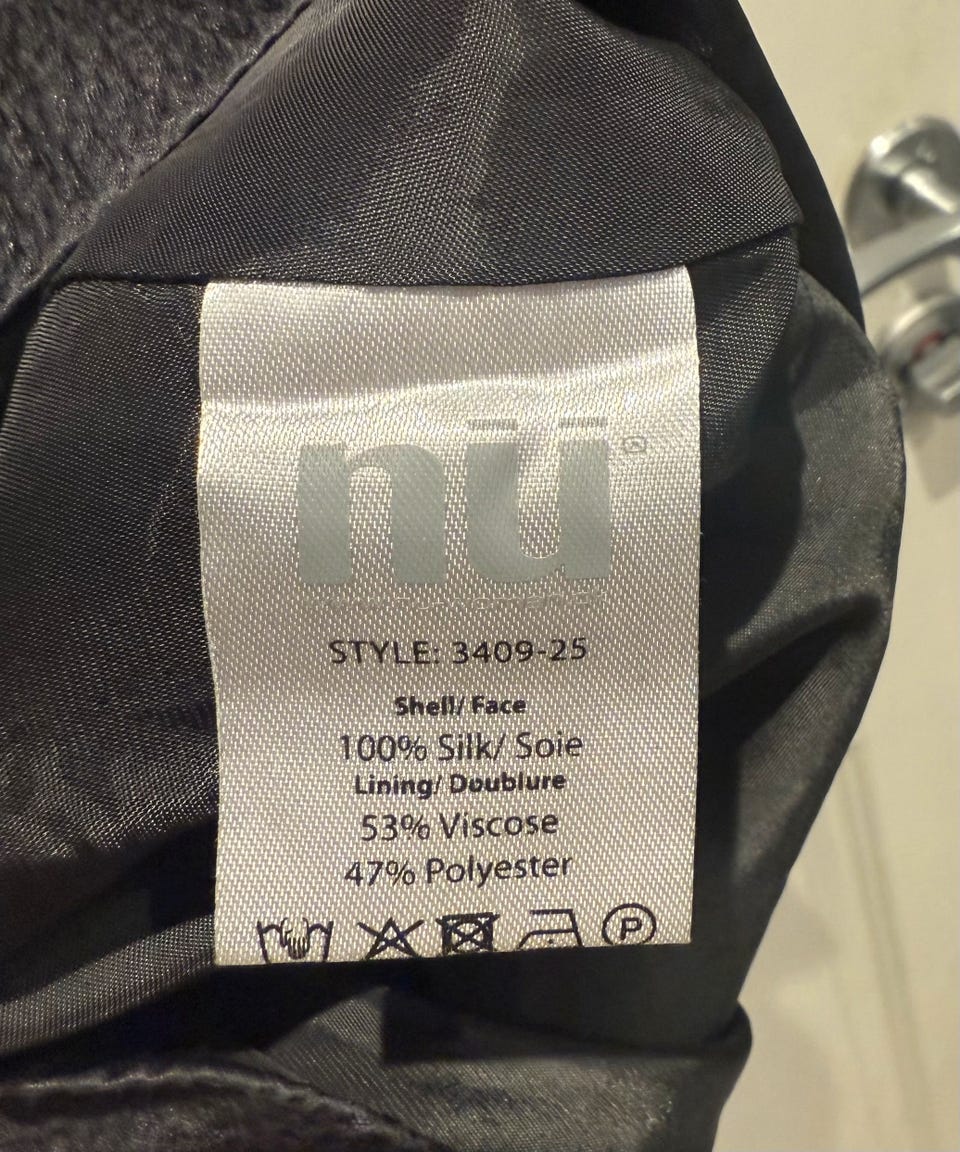 nü®
STYLE: 3409-25
Shell/ Face
100% Silk/ Soie
Lining/ Doublure
53% Viscose
47% Polyester
P